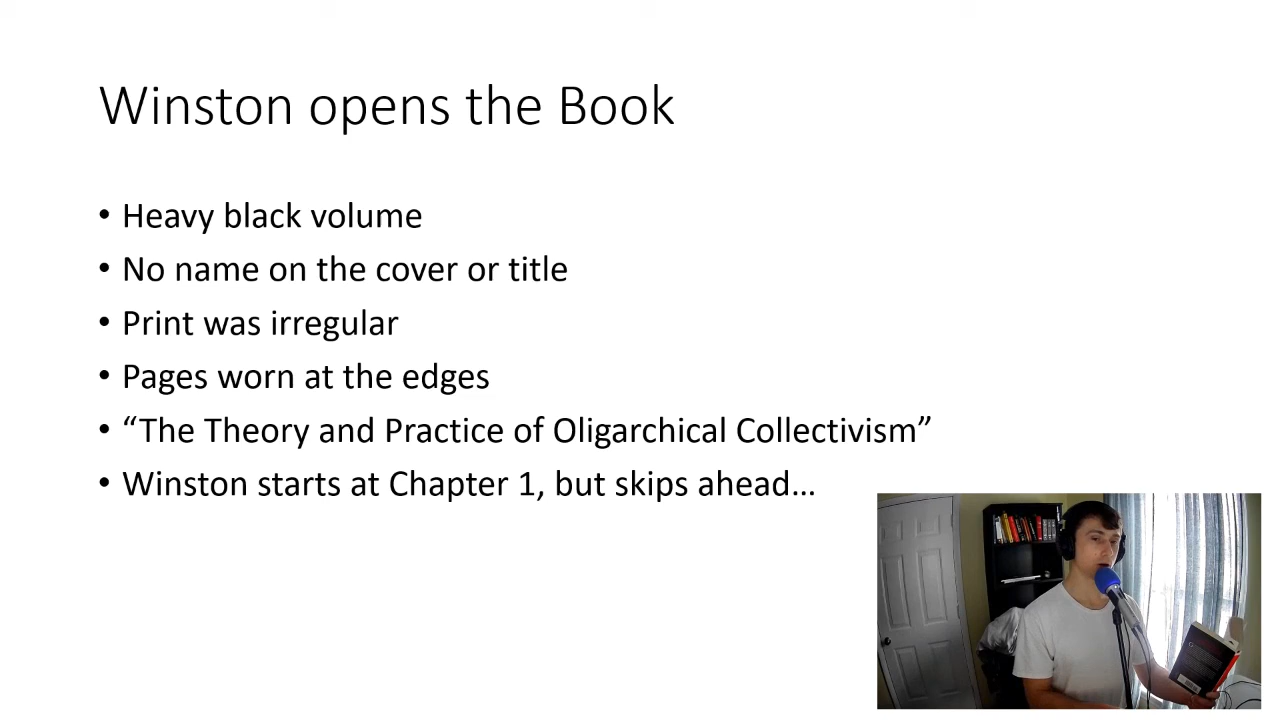 Winston opens the Book
• Heavy black volume
• No name on the cover or title
• Print was irregular
• Pages worn at the edges
• “The Theory and Practice of Oligarchical Collectivism”
• Winston starts at Chapter 1, but skips ahead…